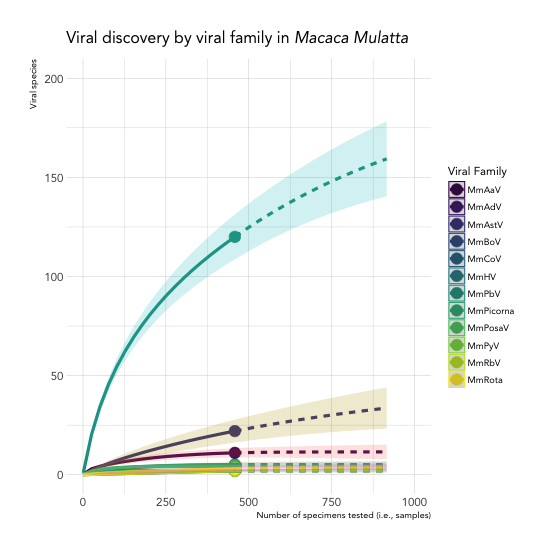 Viral discovery by viral family in Macaca Mulatta
Viral species
200
150
100
50
0
0 250 500 750 1000
Number of specimens tested (i.e., samples)
Viral Family
MmAaV
MmAdV
MmAstV
MmBoV
MmCoV
MmHV
MmPbV
MmPicorna
MmPosaV
MmPyV
MmRbV
MmRota